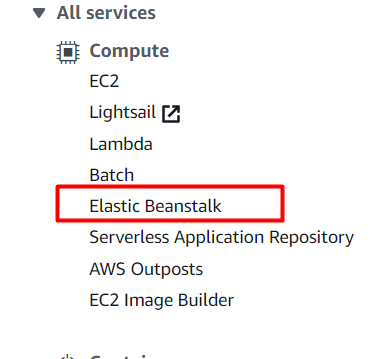 All services
Compute
EC2
Lightsail
Lambda
Batch
Elastic Beanstalk
Serverless Application Repository
AWS Outposts
EC2 Image Builder